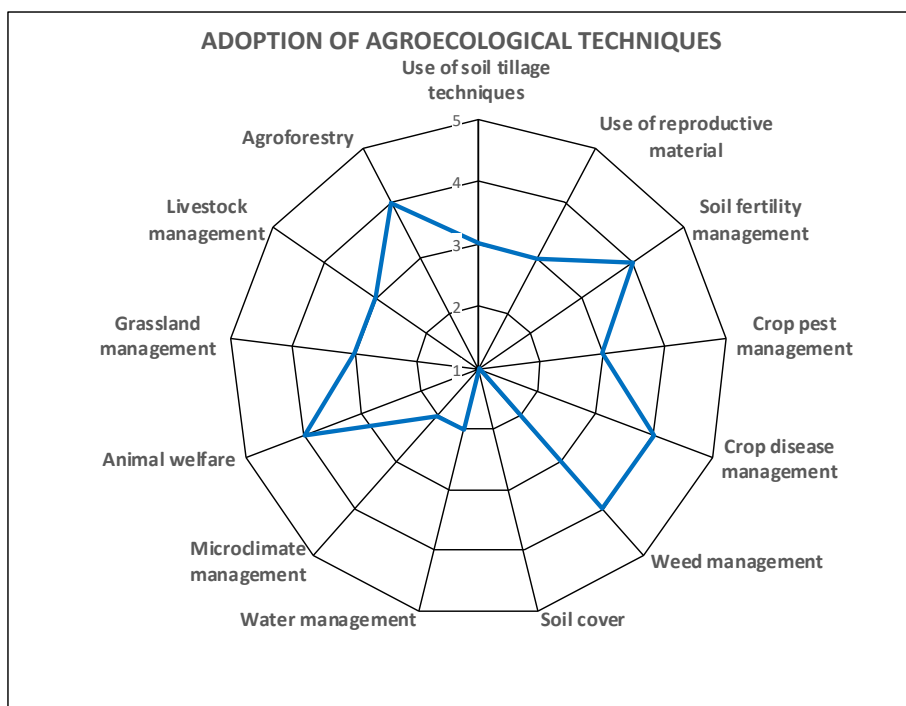 ADOPTION OF AGROECOLOGICAL TECHNIQUES
Use of soil tillage
techniques
Use of reproductive
material
Soil fertility
management
Crop pest
management
Crop disease
management
Weed management
Soil cover
Water management
Microclimate
management
Animal welfare
Grassland
management
Livestock
management
Agroforestry
5
4
3
2
1